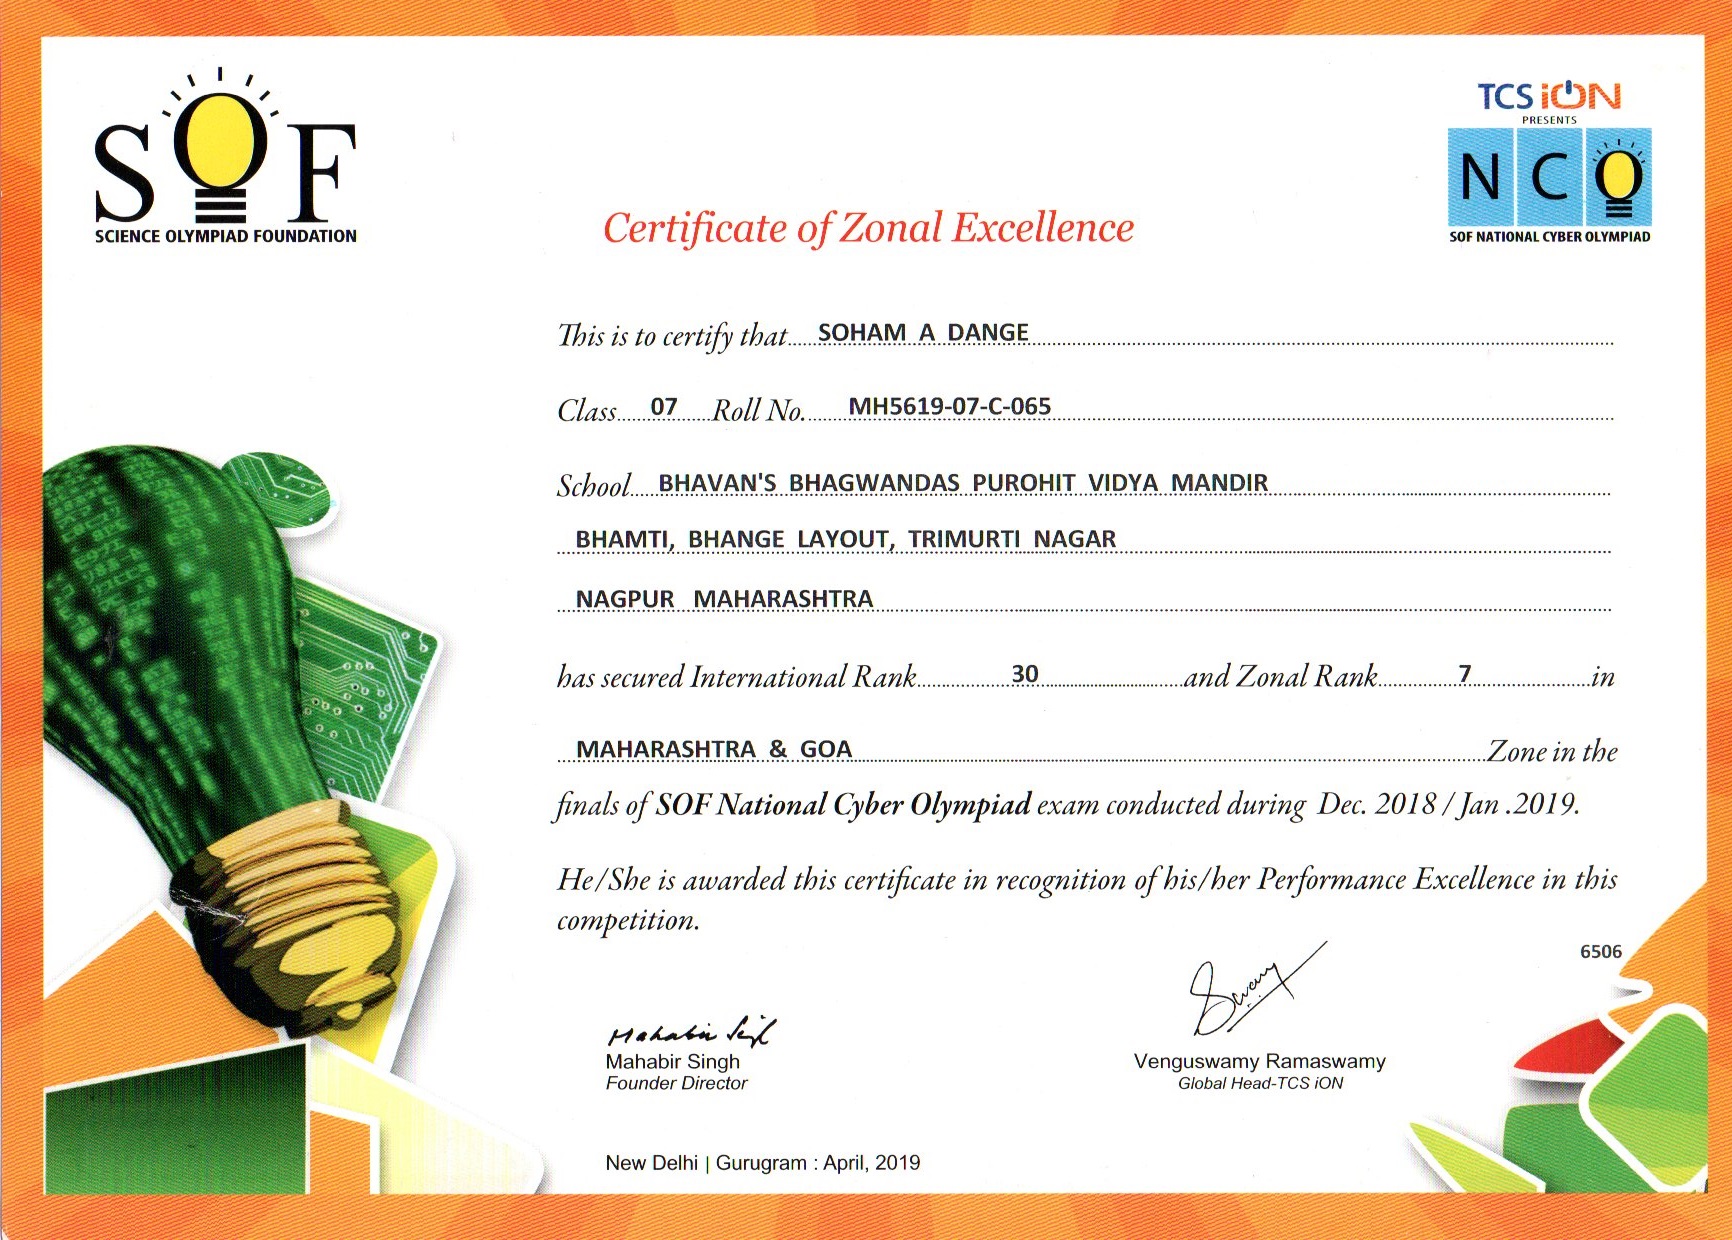 SOF
SCIENCE OLYMPIAD FOUNDATION
TCS iON
PRESENTS
NCO
SOF NATIONAL CYBER OLYMPIAD
Certificate of Zonal Excellence
This is to certify that SOHAM A DANGE
Class 07 Roll No. MH5619-07-C-065
School BHAVAN'S BHAGWANDAS PUROHIT VIDYA MANDIR
BHAMTI, BHANGE LAYOUT, TRIMURTI NAGAR
NAGPUR MAHARASHTRA
has secured International Rank 30 and Zonal Rank 7 in
MAHARASHTRA & GOA Zone in the
finals of SOF National Cyber Olympiad exam conducted during Dec. 2018 / Jan .2019.
He/She is awarded this certificate in recognition of his/her Performance Excellence in this
competition.
6506
Mahabir Singh
Swamy
Mahabir Singh
Founder Director
Venguswamy Ramaswamy
Global Head-TCS iON
New Delhi | Gurugram : April, 2019